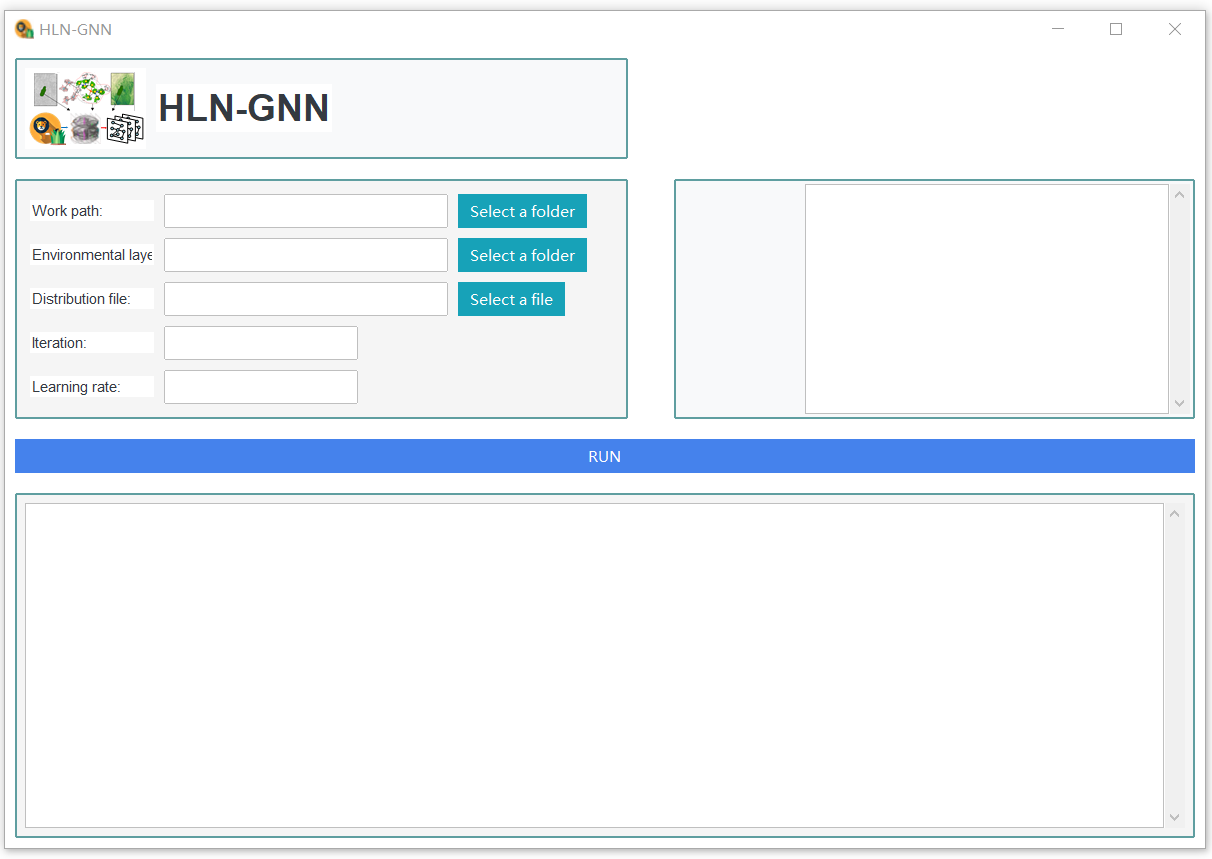 HLN-GNN
HLN-GNN
Work path:
Select a folder
Environmental laye
Select a folder
Distribution file:
Select a file
Iteration:
Learning rate:
RUN